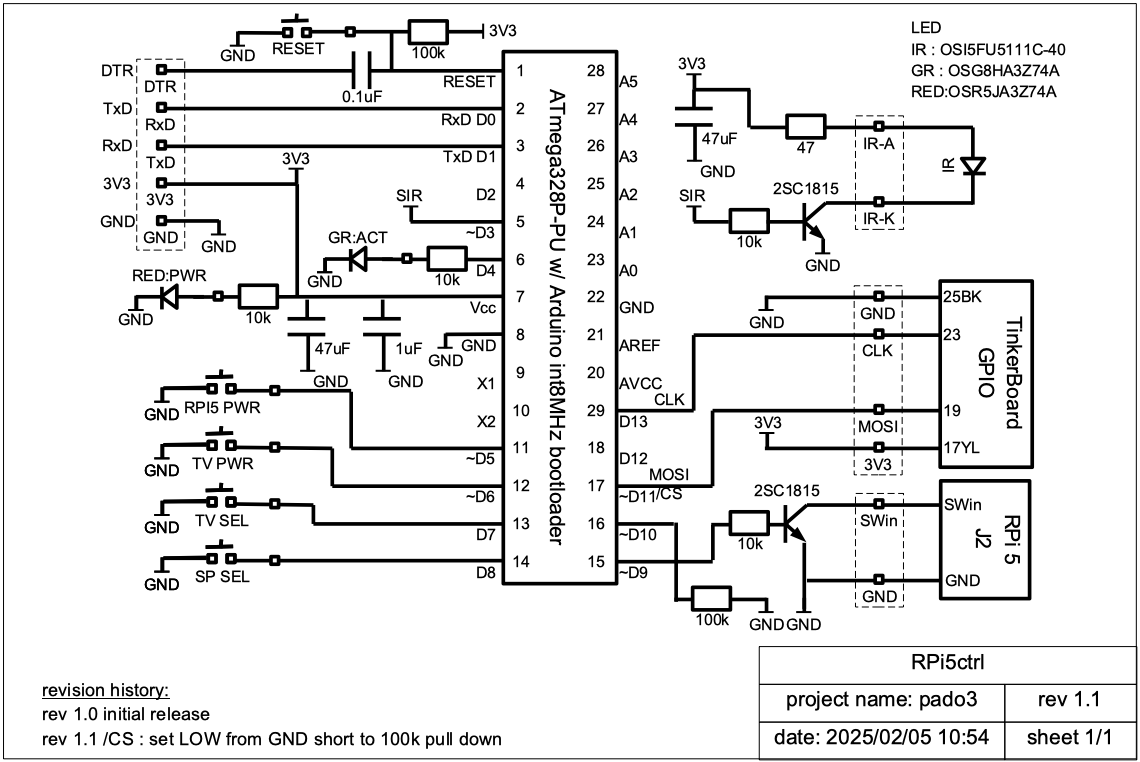 RESET
GND
100k
3V3
0.1uF
DTR
DTR
TxD
RxD
RxD
TxD
3V3
3V3
GND
GND
GND
3V3
RED:PWR
GND
10k
GR:ACT
GND
10k
SIR
47uF
GND
1uF
GND
GND
RPI5 PWR
GND
TV PWR
GND
TV SEL
GND
SP SEL
GND
1
RESET
2
RxD D0
3
TxD D1
4
D2
5
~D3
6
D4
7
Vcc
8
GND
9
X1
10
X2
11
~D5
12
~D6
13
D7
14
D8
ATmega328P-PU w/ Arduino int8MHz bootloader
28
A5
27
A4
26
A3
25
A2
24
A1
23
A0
22
GND
21
AREF
20
AVCC
CLK
29
D13
18
D12
MOSI
17
~D11/CS
16
~D10
15
~D9
LED
IR : OSI5FU5111C-40
GR : OSG8HA3Z74A
RED:OSR5JA3Z74A
3V3
47uF
GND
47
IR-A
IR
IR-K
SIR
10k
2SC1815
GND
GND
GND
25BK
CLK
23
MOSI
19
3V3
3V3
17YL
TinkerBoard
GPIO
2SC1815
10k
SWin
SWin
GND
GND
RPi 5
J2
100k
GND
GND
RPi5ctrl
project name: pado3
rev 1.1
date: 2025/02/05 10:54
sheet 1/1
revision history:
rev 1.0 initial release
rev 1.1 /CS : set LOW from GND short to 100k pull down